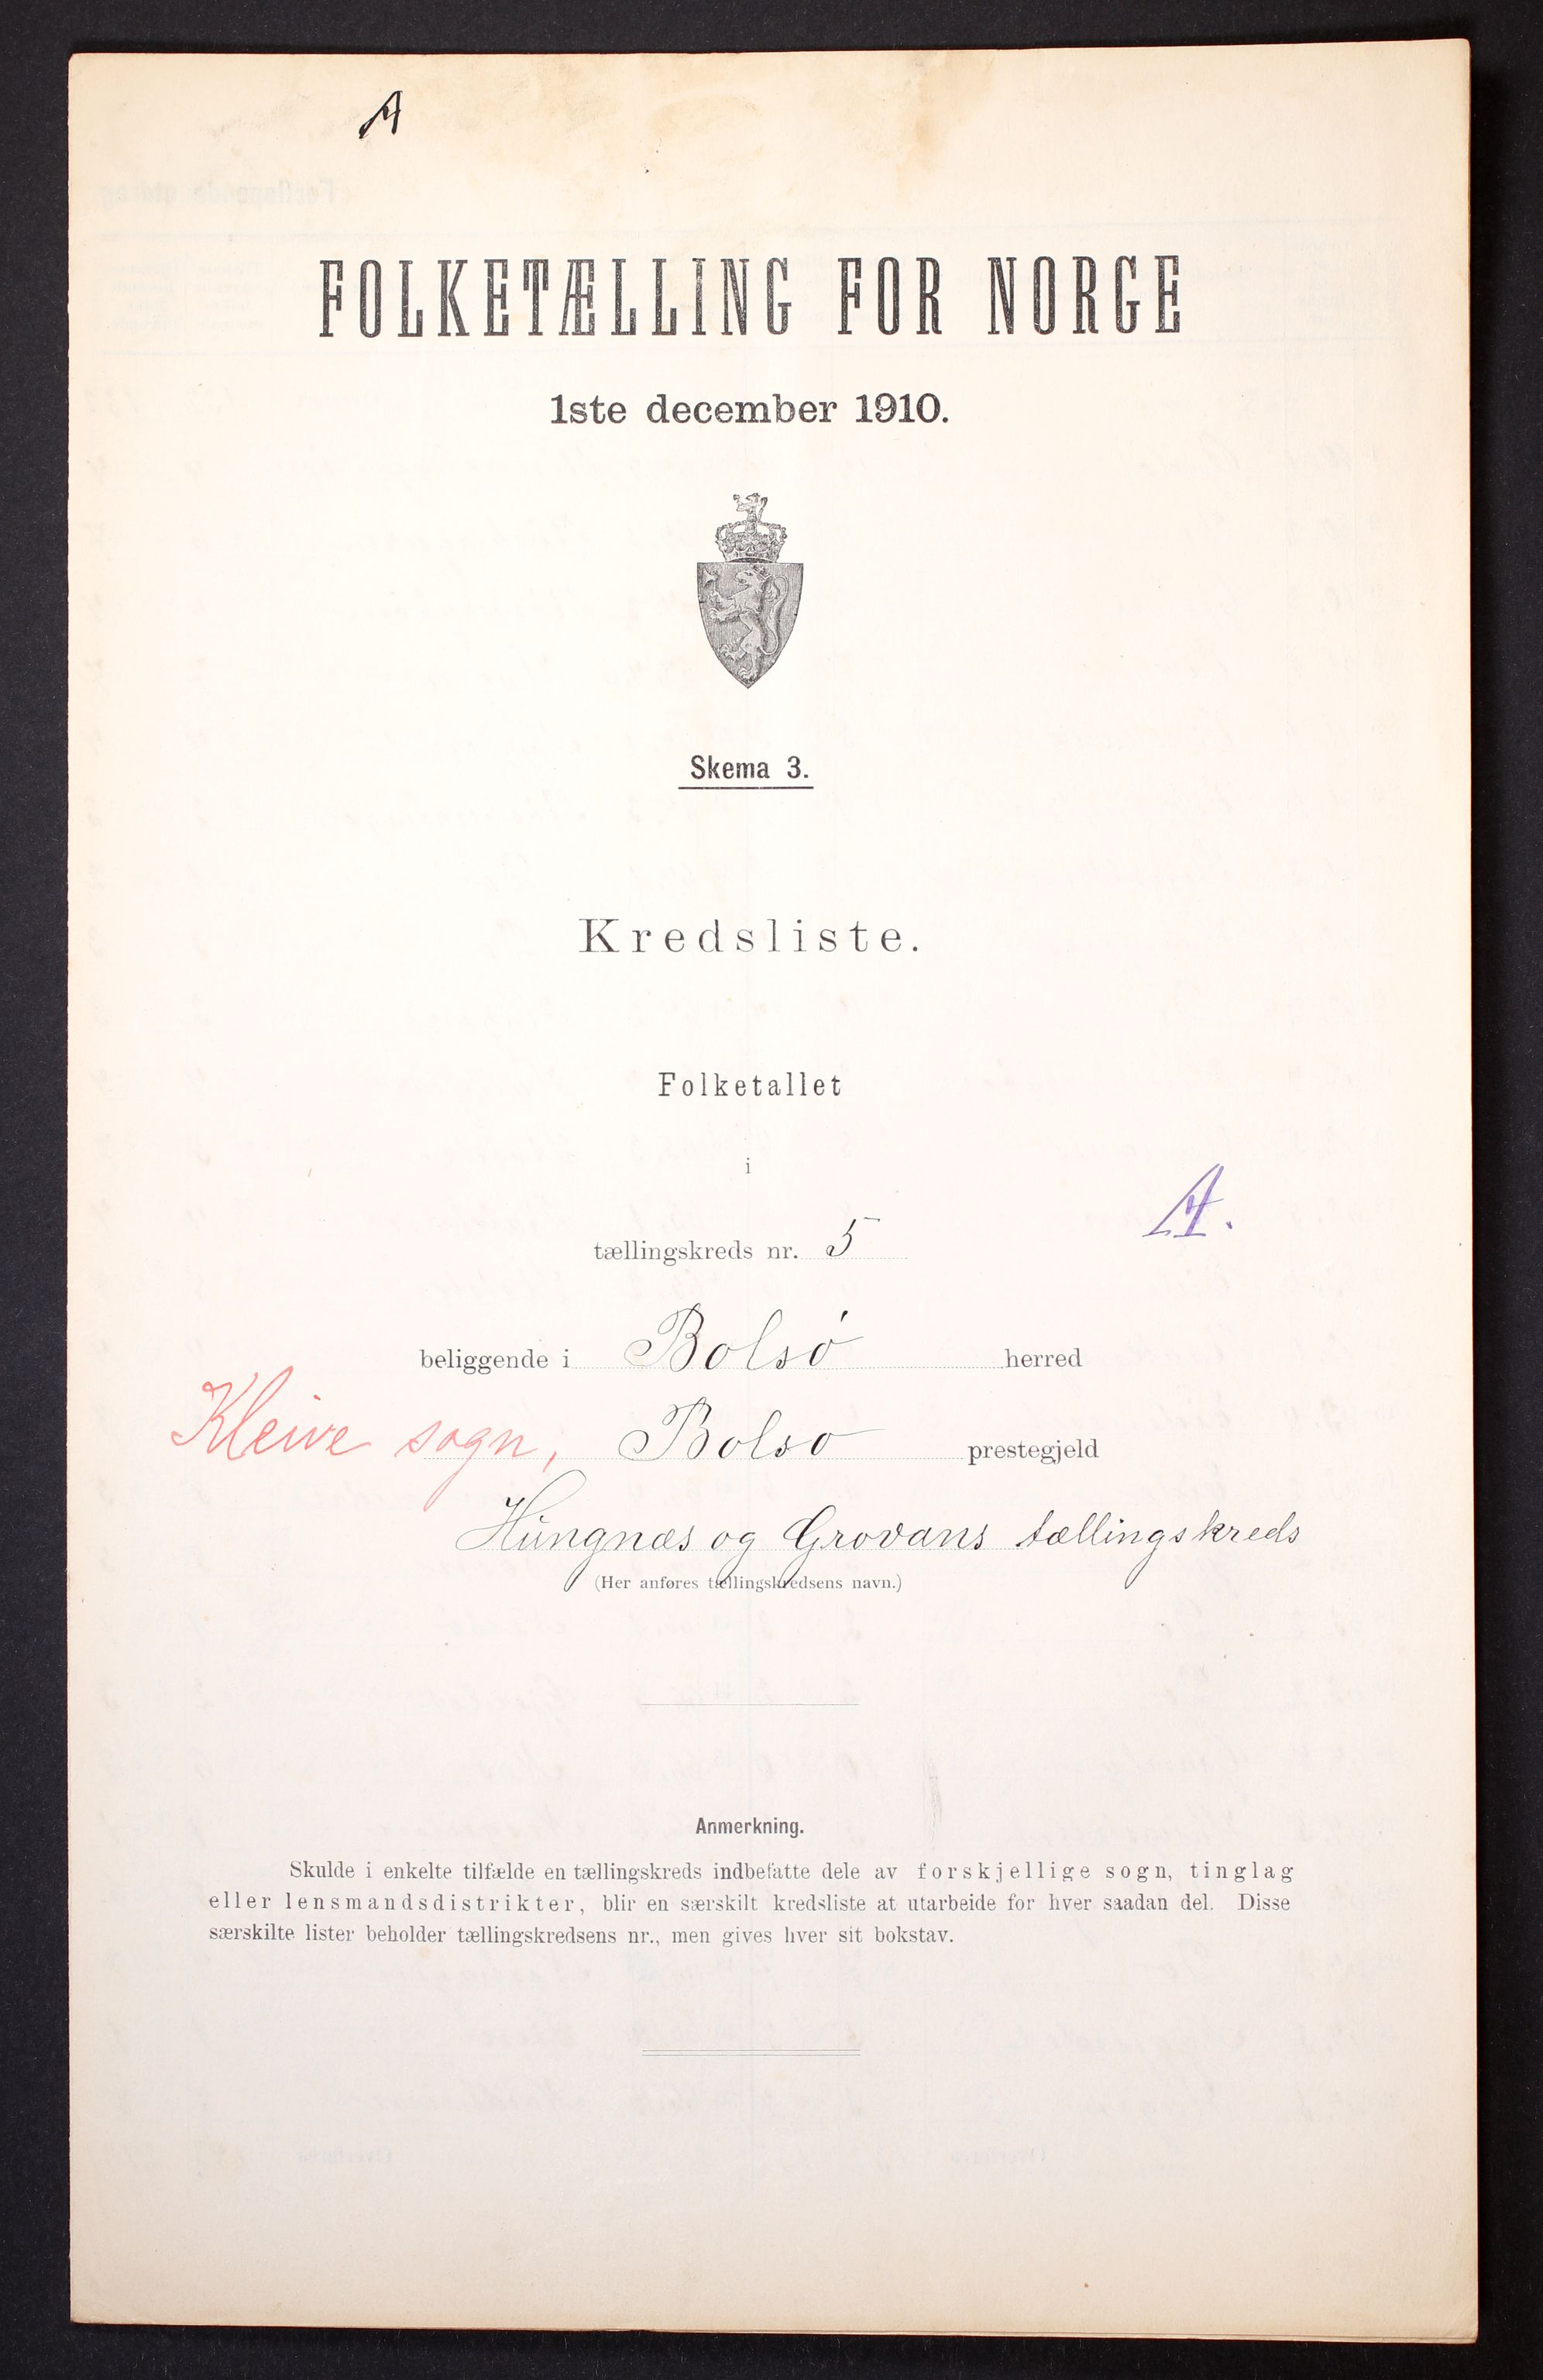 A
FOLKETÆLLING FOR NORGE
1ste december 1910.
Skema 3.
Kredsliste.
Folketallet
i
tællingskreds nr. 5
A.
beliggende i Bolsø herred
Kleive sogn, Bolso prestegjeld
Hungnæs og Grovans tællingskreds
(Her anføres tællingskredsens navn.)
Anmerkning.
Skulde i enkelte tilfælde en tællingskreds indbefatte dele av forskjellige sogn, tinglag
eller lensmandsdistrikter, blir en særskilt kredsliste at utarbeide for hver saadan del. Disse
særskilte lister beholder tællingskredsens nr., men gives hver sit bokstav.